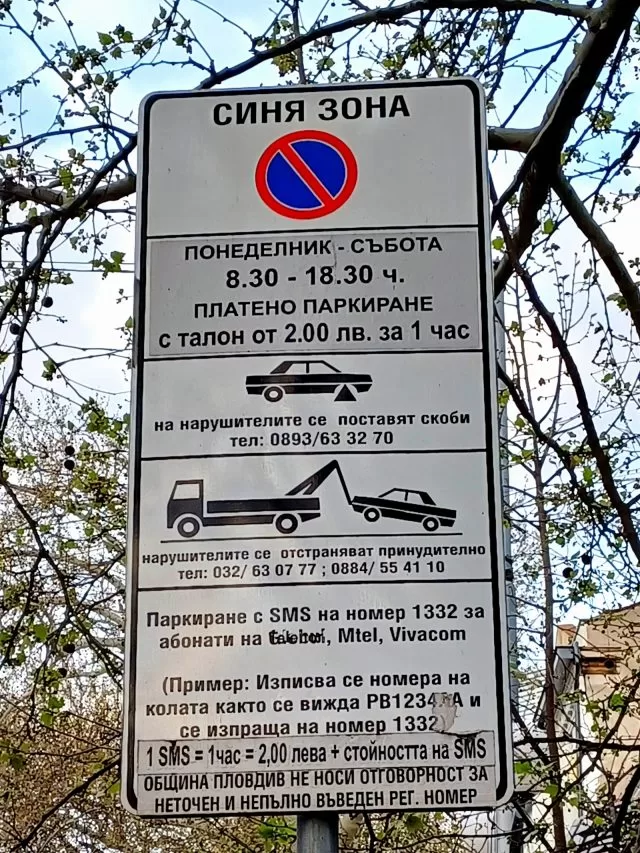 СИНЯ ЗОНА
ПОНЕДЕЛНИК - СЪБОТА
8.30 - 18.30 ч.
ПЛАТЕНО ПАРКИРАНЕ
с талон от 2.00 лв. за 1 час
на нарушителите се поставят скоби
тел: 0893/63 32 70
нарушителите се отстраняват принудително
тел: 032/ 63 07 77 ; 0884/ 55 41 10
Паркиране с SMS на номер 1332 за
абонати на Mtel, Vivacom
(Пример: Изписва се номера на
колата както се вижда и
се изпраща на номер 1332
1 SMS = 1час = 2,00 лева + стойността на SMS
ОБЩИНА ПЛОВДИВ НЕ НОСИ ОТГОВОРНОСТ ЗА
НЕТОЧЕН И НЕПЪЛНО ВЪВЕДЕН РЕГ. НОМЕР